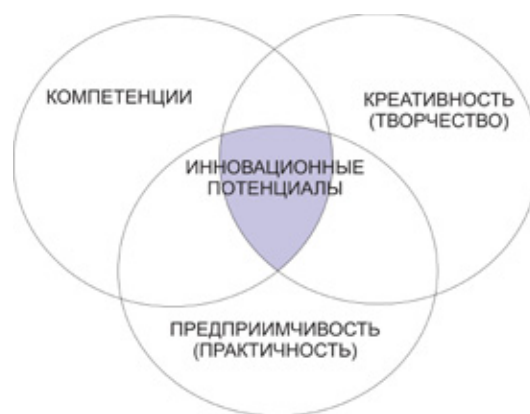 КОМПЕТЕНЦИИ
КРЕАТИВНОСТЬ
(ТВОРЧЕСТВО)
ИННОВАЦИОННЫЕ
ПОТЕНЦИАЛЫ
ПРЕДПРИИМЧИВОСТЬ
(ПРАКТИЧНОСТЬ)